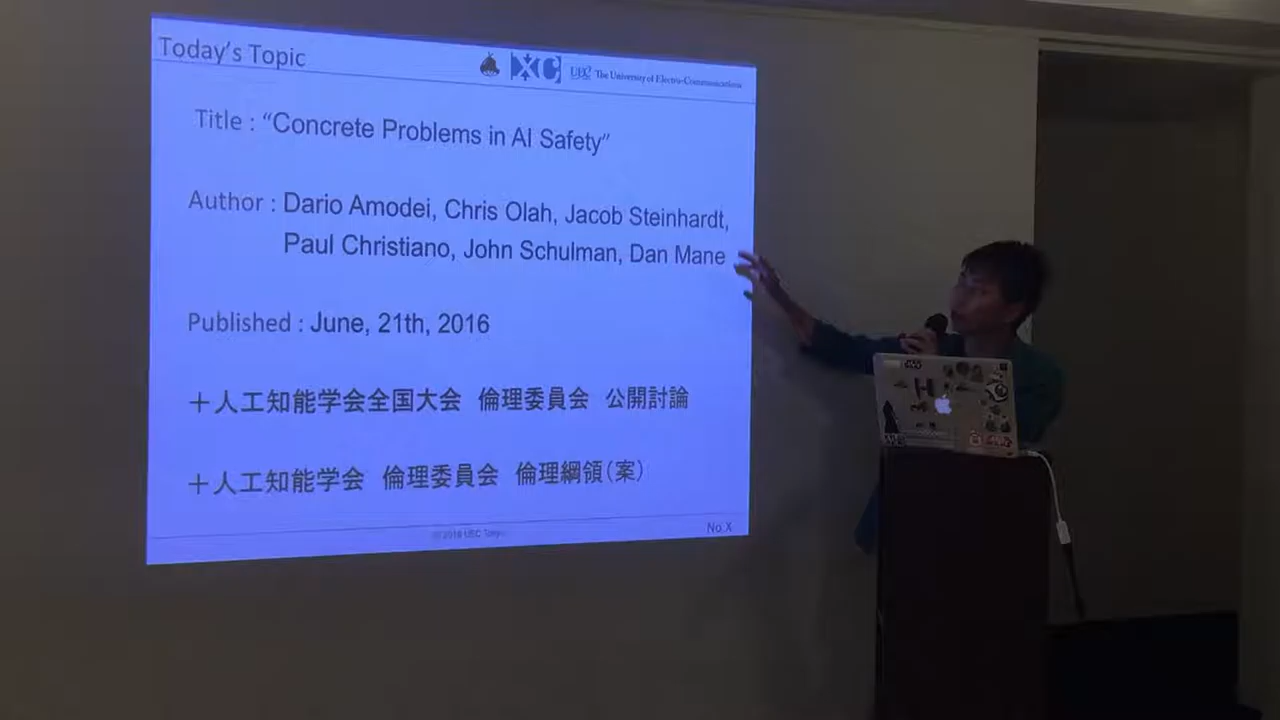 Today's Topic
UEC The University of Electro-Communications
Title : “Concrete Problems in AI Safety”
Author : Dario Amodei, Chris Olah, Jacob Steinhardt,
Paul Christiano, John Schulman, Dan Mane
Published : June, 21th, 2016
＋人工知能学会全国大会 倫理委員会 公開討論
＋人工知能学会 倫理委員会 倫理綱領（案）
No X